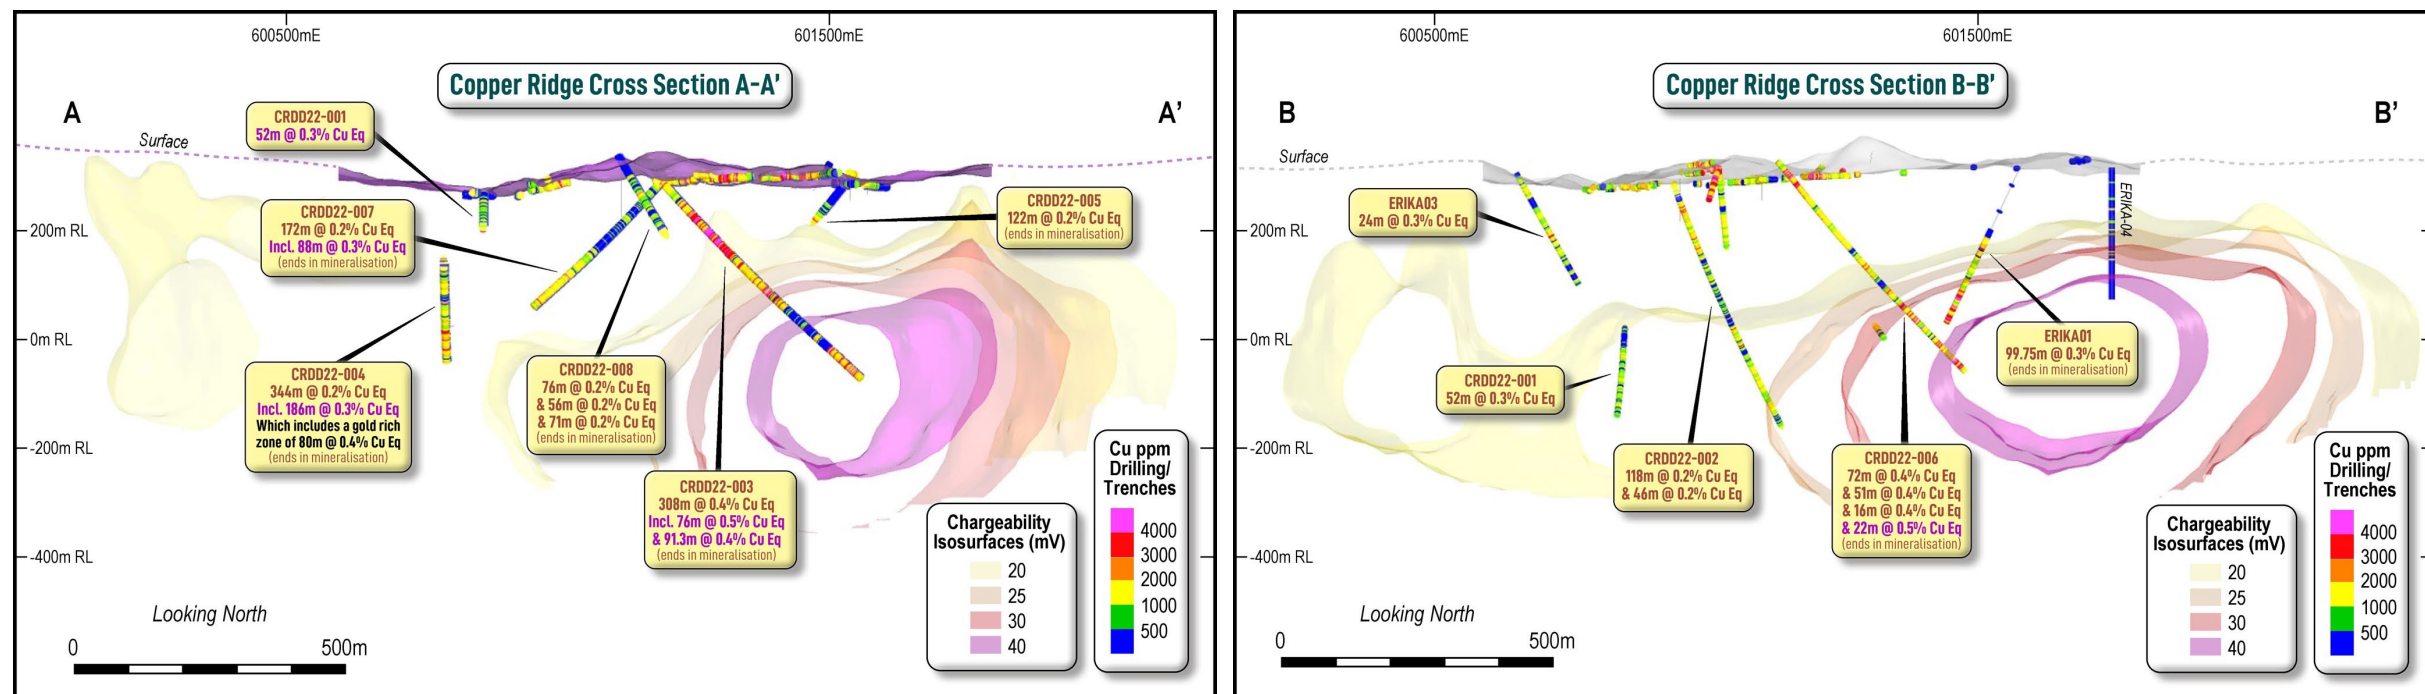 600500mE
601500mE
Copper Ridge Cross Section A-A'
A
A'
Surface
CRDD22-001
52m @ 0.3% Cu Eq
CRDD22-007
172m @ 0.2% Cu Eq
Incl. 88m @ 0.3% Cu Eq
(ends in mineralisation)
CRDD22-005
122m @ 0.2% Cu Eq
(ends in mineralisation)
200m RL
0m RL
-200m RL
-400m RL
CRDD22-004
344m @ 0.2% Cu Eq
Incl. 186m @ 0.3% Cu Eq
Which includes a gold rich
zone of 80m @ 0.4% Cu Eq
(ends in mineralisation)
CRDD22-008
76m @ 0.2% Cu Eq
& 56m @ 0.2% Cu Eq
& 71m @ 0.2% Cu Eq
(ends in mineralisation)
CRDD22-003
308m @ 0.4% Cu Eq
Incl. 76m @ 0.5% Cu Eq
& 91.3m @ 0.4% Cu Eq
(ends in mineralisation)
Chargeability
Isosurfaces (mV)
20
25
30
40
Cu ppm
Drilling/
Trenches
4000
3000
2000
1000
500
Looking North
0
500m
600500mE
601500mE
Copper Ridge Cross Section B-B'
B
B'
Surface
ERIKA03
24m @ 0.3% Cu Eq
ERIKA-04
200m RL
0m RL
-200m RL
-400m RL
ERIKA01
99.75m @ 0.3% Cu Eq
(ends in mineralisation)
CRDD22-001
52m @ 0.3% Cu Eq
CRDD22-002
118m @ 0.2% Cu Eq
& 46m @ 0.2% Cu Eq
CRDD22-006
72m @ 0.4% Cu Eq
& 51m @ 0.4% Cu Eq
& 16m @ 0.4% Cu Eq
& 22m @ 0.5% Cu Eq
(ends in mineralisation)
Chargeability
Isosurfaces (mV)
20
25
30
40
Cu ppm
Drilling/
Trenches
4000
3000
2000
1000
500
Looking North
0
500m